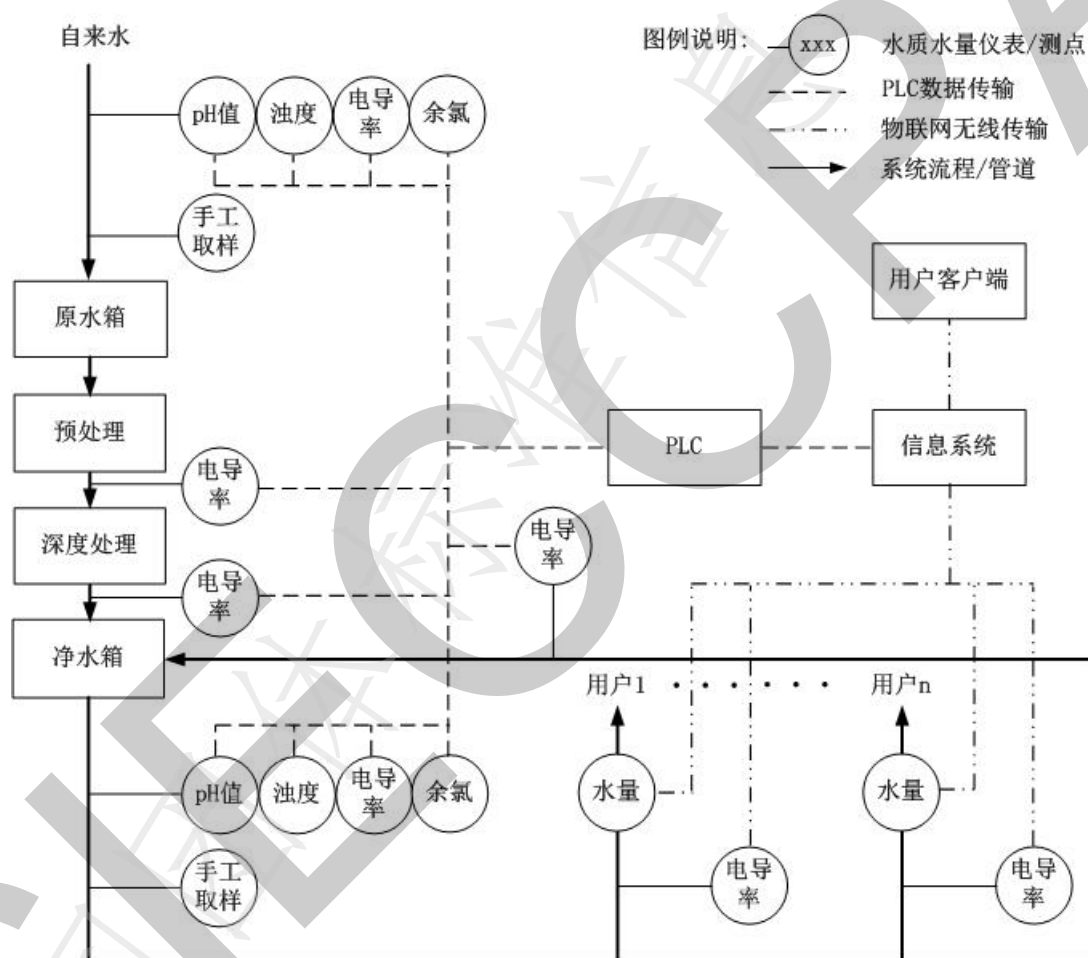 自来水
图例说明:
xxx
水质水量仪表/测点
PLC数据传输
物联网无线传输
系统流程/管道
pH值
浊度
电导
率
余氯
手工
取样
原水箱
用户客户端
预处理
PLC
信息系统
电导
率
深度处理
电导
率
电导
率
净水箱
用户1
· · · · · ·
用户n
pH值
浊度
电导
率
余氯
水量
水量
手工
取样
电导
率
电导
率